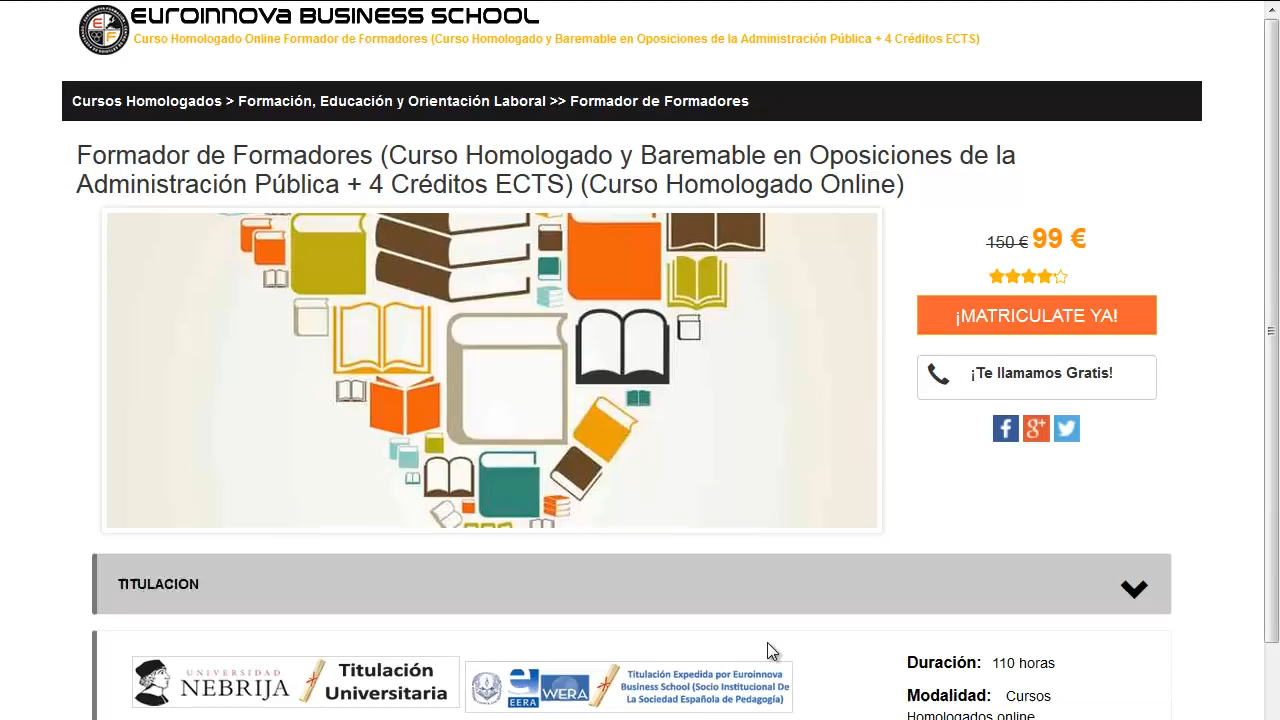 EUROINNOVA BUSINESS SCHOOL
Curso Homologado Online Formador de Formadores (Curso Homologado y Baremable en Oposiciones de la Administración Pública + 4 Créditos ECTS)
Cursos Homologados > Formación, Educación y Orientación Laboral >> Formador de Formadores
Formador de Formadores (Curso Homologado y Baremable en Oposiciones de la
Administración Pública + 4 Créditos ECTS) (Curso Homologado Online)
150 € 99 €
¡MATRICULATE YA!
¡Te llamamos Gratis!
TITULACION
UNIVERSIDAD
NEBRIJA
Titulación
Universitaria
EERA
WERA
Titulación Expedida por Euroinnova
Business School (Socio Institucional De
La Sociedad Española de Pedagogía)
Duración: 110 horas
Modalidad: Cursos
Homologados online